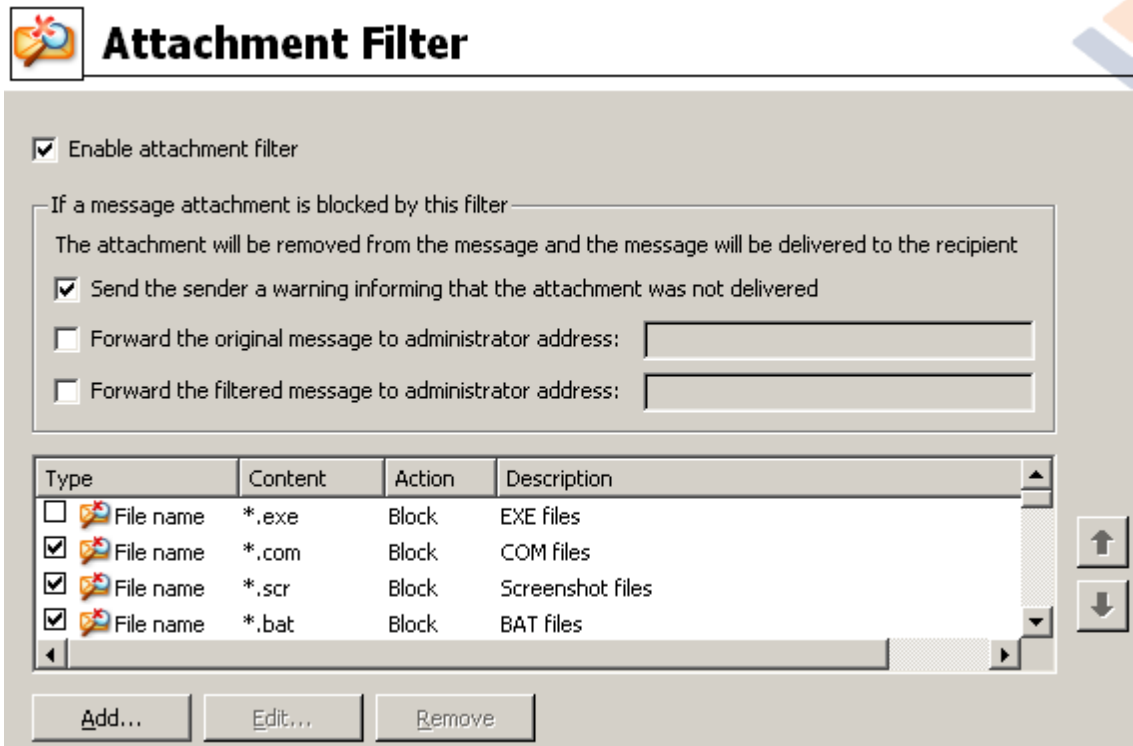 Attachment Filter
Enable attachment filter
If a message attachment is blocked by this filter
The attachment will be removed from the message and the message will be delivered to the recipient
Send the sender a warning informing that the attachment was not delivered
Forward the original message to administrator address:
Forward the filtered message to administrator address:
Type Content Action Description
File name *.exe Block EXE files
File name *.com Block COM files
File name *.scr Block Screenshot files
File name *.bat Block BAT files
Add... Edit... Remove